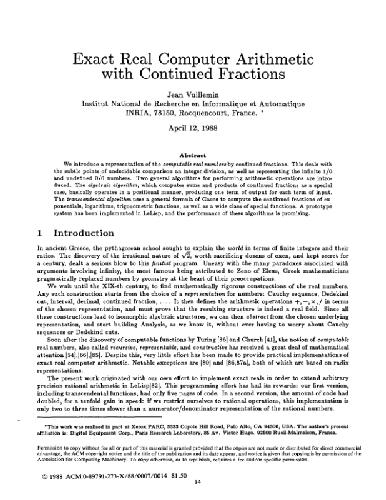 Exact Real Computer Arithmetic
with Continued Fractions
Jean Vuillemin
Institut National de Recherche en Informatique et Automatique
INRIA, 78150, Rocquencourt, France. *
April 12, 1988
Abstract
We introduce a representation of the computable real numbers by continued fractions. This deals with
the subtle points of undecidable comparison an integer division, as well as representing the infinite 1/0
and undefined 0/0 numbers. Two general algorithms for performing arithmetic operations are intro-
duced. The algebraic algorithm, which computes sums and products of continued fractions as a special
case, basically operates in a positional manner, producing one term of output for each term of input.
The transcendental algorithm uses a general formula of Gauss to compute the continued fractions of ex-
ponentials, logarithms, trigonometric functions, as well as a wide class of special functions. A prototype
system has been implemented in LeLisp, and the performance of these algorithms is promising.
1 Introduction
In ancient Greece, the pythagorean school sought to explain the world in terms of finite integers and their
ratios. The discovery of the irrational nature of √2, worth sacrificing dozens of oxen, and kept secret for
a century, dealt a serious blow to this fruitful program. Uneasy with the many paradoxes associated with
arguments involving infinity, the most famous being attributed to Zeno of Elena, Greek mathematicians
pragmatically replaced numbers by geometry at the heart of their preoccupations.
We wait until the XIX-th century, to find mathematically rigorous constructions of the real numbers.
Any such construction starts from the choice of a representation for numbers: Cauchy sequence, Dedekind
cut, interval, decimal, continued fraction, . . . . It then defines the arithmetic operations +,−,×,/ in terms
of the chosen representation, and must prove that the resulting structure is indeed a real field. Since all
these constructions lead to isomorphic algebraic structures, we can then abstract from the chosen underlying
representation, and start building Analysis, as we know it, without ever having to worry about Cauchy
sequences or Dedekind cuts.
Soon after the discovery of computable functions by Turing and Church, the notion of computable
real numbers, also called recursive, representable, and constructive has received a great deal of mathematical
attention. Despite this, very little effort has been made to provide practical implementations of
exact real computer arithmetic. Notable exceptions are and, both of which are based on radix
representations.
The present work originated with our own effort to implement exact reals in order to extend arbitrary
precision rational arithmetic in LeLisp. This programming effort has had its rewards: our first version,
including transcendental functions, had only five pages of code. In a second version, the amount of code had
doubled, for a tenfold gain in speed: If we restrict ourselves to rational operations, this implementation is
only two to three times slower than a numerator/denominator representation of the rational numbers.
*This work was realized in part at Xerox PARC, 3333 Coyote Hill Road, Palo Alto, CA 94304, USA. The author's present
affiliation is: Digital Equipment Corp., Paris Research Laboratory, Av. Victor Hugo, 92500 Rueil Malmaison, France.
Permission to copy without fee all or part of this material is granted provided that the copies are not made or distributed for direct commercial
advantage, the ACM copyright notice and the title of the publication and its date appear, and notice is given that copying is by permission of the
Association for Computing Machinery. To copy otherwise, or to republish, requires a fee and/or specific permission.
© 1988 ACM 0-89791-273-X/88/0007/0014 $1.50
14